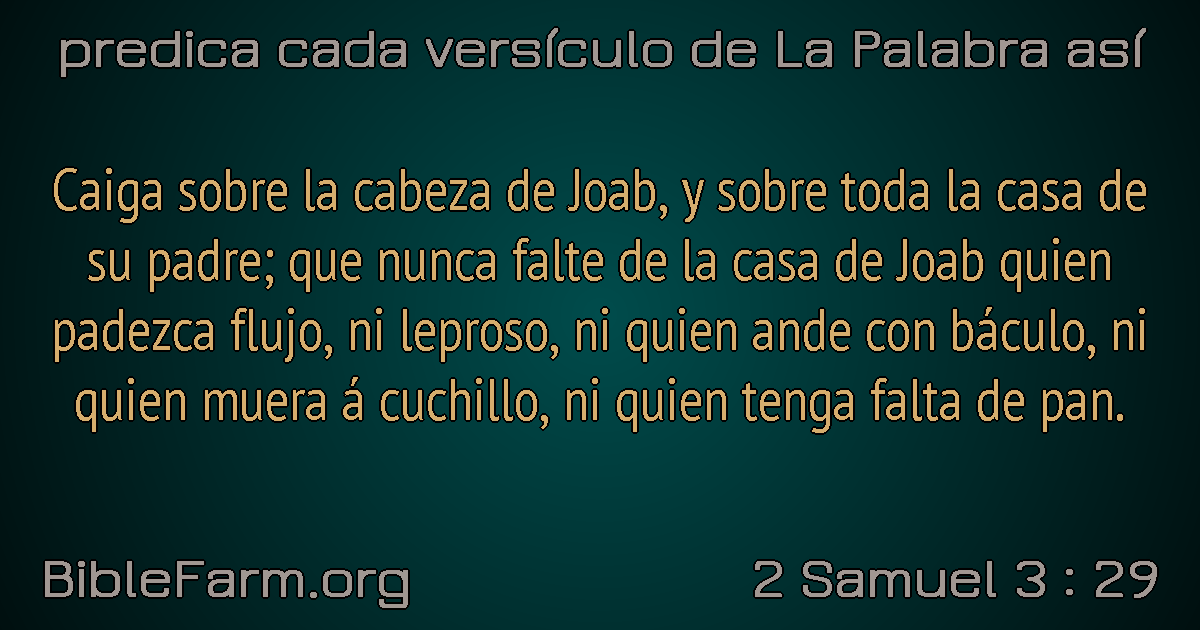 predica cada versículo de La Palabra así
Caiga sobre la cabeza de Joab, y sobre toda la casa de
su padre; que nunca falte de la casa de Joab quien
padezca flujo, ni leproso, ni quien ande con báculo, ni
quien muera á cuchillo, ni quien tenga falta de pan.
BibleFarm.org
2 Samuel 3 : 29